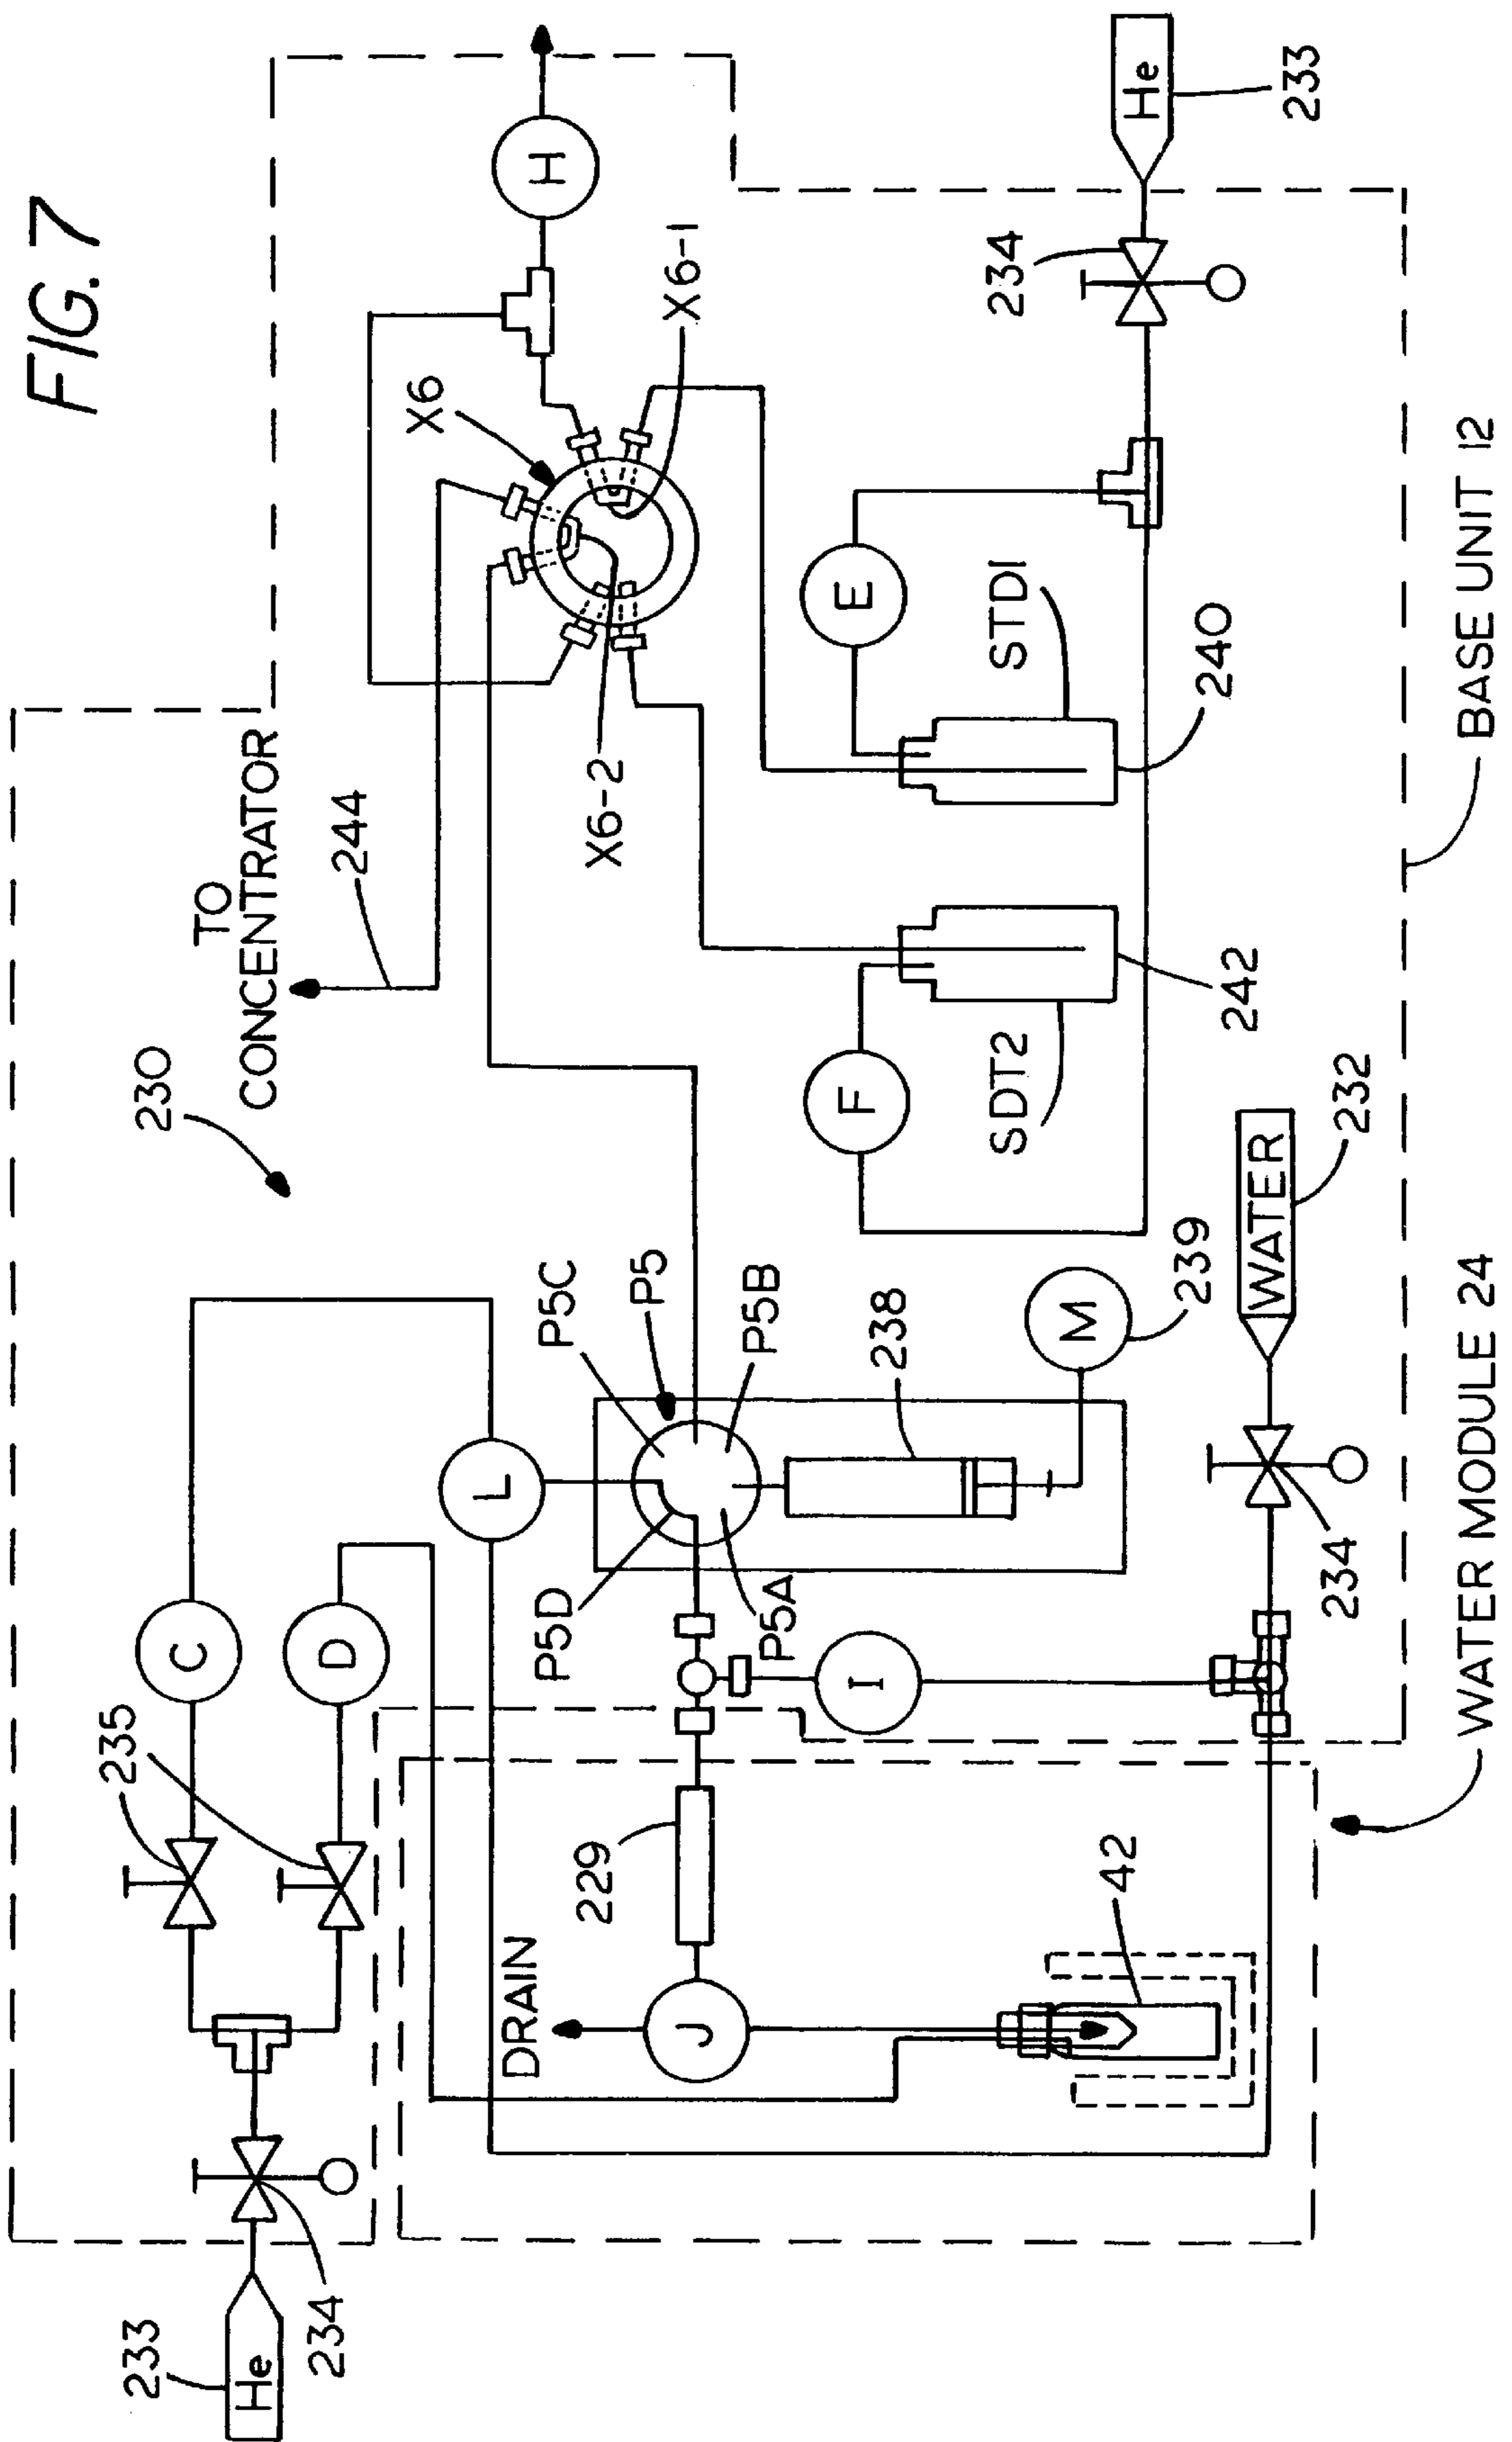 FIG. 7
233
235
230
TO
CONCENTRATOR
He
234
C
D
244
X6
L
J
DRAIN
P5D
P5C
H
229
P5
X6-2
X6-1
P5A
P5B
I
238
F
E
SDT2
STD1
234
M
42
239
240
242
WATER
He
234
232
233
WATER MODULE 24
BASE UNIT 12